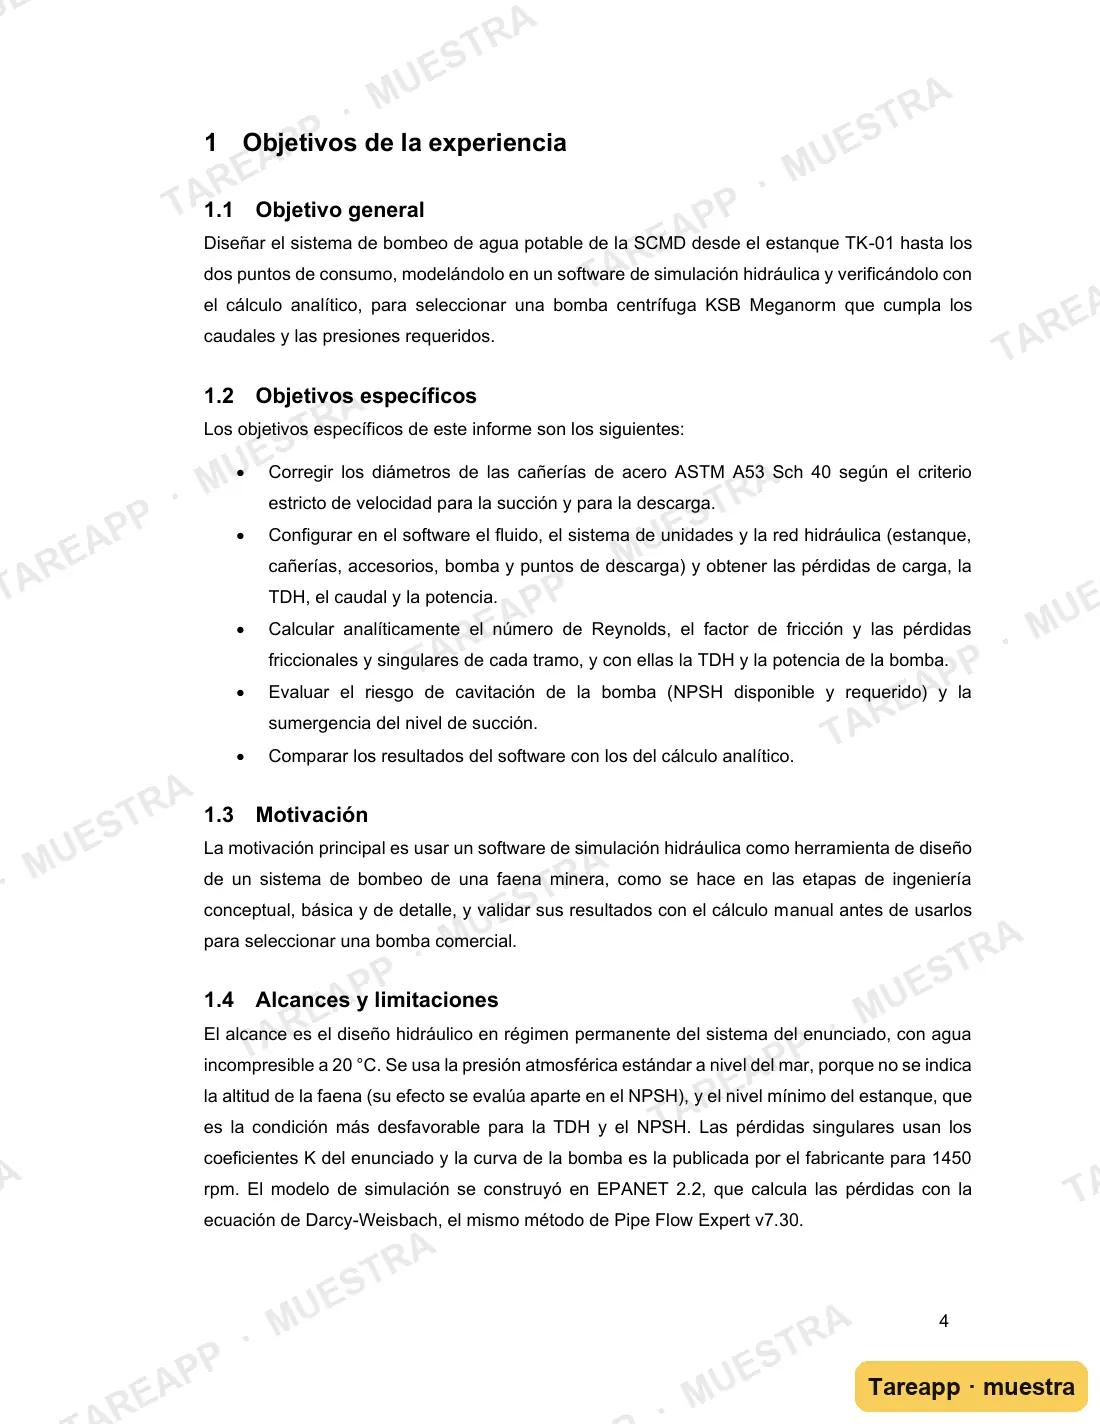 1 Objetivos de la experiencia
1.1 Objetivo general
Diseñar el sistema de bombeo de agua potable de la SCMD desde el estanque TK-01 hasta los
dos puntos de consumo, modelándolo en un software de simulación hidráulica y verificándolo con
el cálculo analítico, para seleccionar una bomba centrífuga KSB Meganorm que cumpla los
caudales y las presiones requeridos.
1.2 Objetivos específicos
Los objetivos específicos de este informe son los siguientes:
• Corregir los diámetros de las cañerías de acero ASTM A53 Sch 40 según el criterio
estricto de velocidad para la succión y para la descarga.
• Configurar en el software el fluido, el sistema de unidades y la red hidráulica (estanque,
cañerías, accesorios, bomba y puntos de descarga) y obtener las pérdidas de carga, la
TDH, el caudal y la potencia.
• Calcular analíticamente el número de Reynolds, el factor de fricción y las pérdidas
friccionales y singulares de cada tramo, y con ellas la TDH y la potencia de la bomba.
• Evaluar el riesgo de cavitación de la bomba (NPSH disponible y requerido) y la
sumergencia del nivel de succión.
• Comparar los resultados del software con los del cálculo analítico.
1.3 Motivación
La motivación principal es usar un software de simulación hidráulica como herramienta de diseño
de un sistema de bombeo de una faena minera, como se hace en las etapas de ingeniería
conceptual, básica y de detalle, y validar sus resultados con el cálculo manual antes de usarlos
para seleccionar una bomba comercial.
1.4 Alcances y limitaciones
El alcance es el diseño hidráulico en régimen permanente del sistema del enunciado, con agua
incompresible a 20 °C. Se usa la presión atmosférica estándar a nivel del mar, porque no se indica
la altitud de la faena (su efecto se evalúa aparte en el NPSH), y el nivel mínimo del estanque, que
es la condición más desfavorable para la TDH y el NPSH. Las pérdidas singulares usan los
coeficientes K del enunciado y la curva de la bomba es la publicada por el fabricante para 1450
rpm. El modelo de simulación se construyó en EPANET 2.2, que calcula las pérdidas con la
ecuación de Darcy-Weisbach, el mismo método de Pipe Flow Expert v7.30.
4
Tareapp · muestra
TAREAPP · MUESTRA
TAREAPP · MUESTRA
TAREAPP · MUESTRA
TAREAPP · MUESTRA
TAREAPP · MUESTRA
TAREAPP · MUESTRA
TAREAPP · MUESTRA
TAREAPP · MUESTRA
· MUESTRA
· MUESTRA